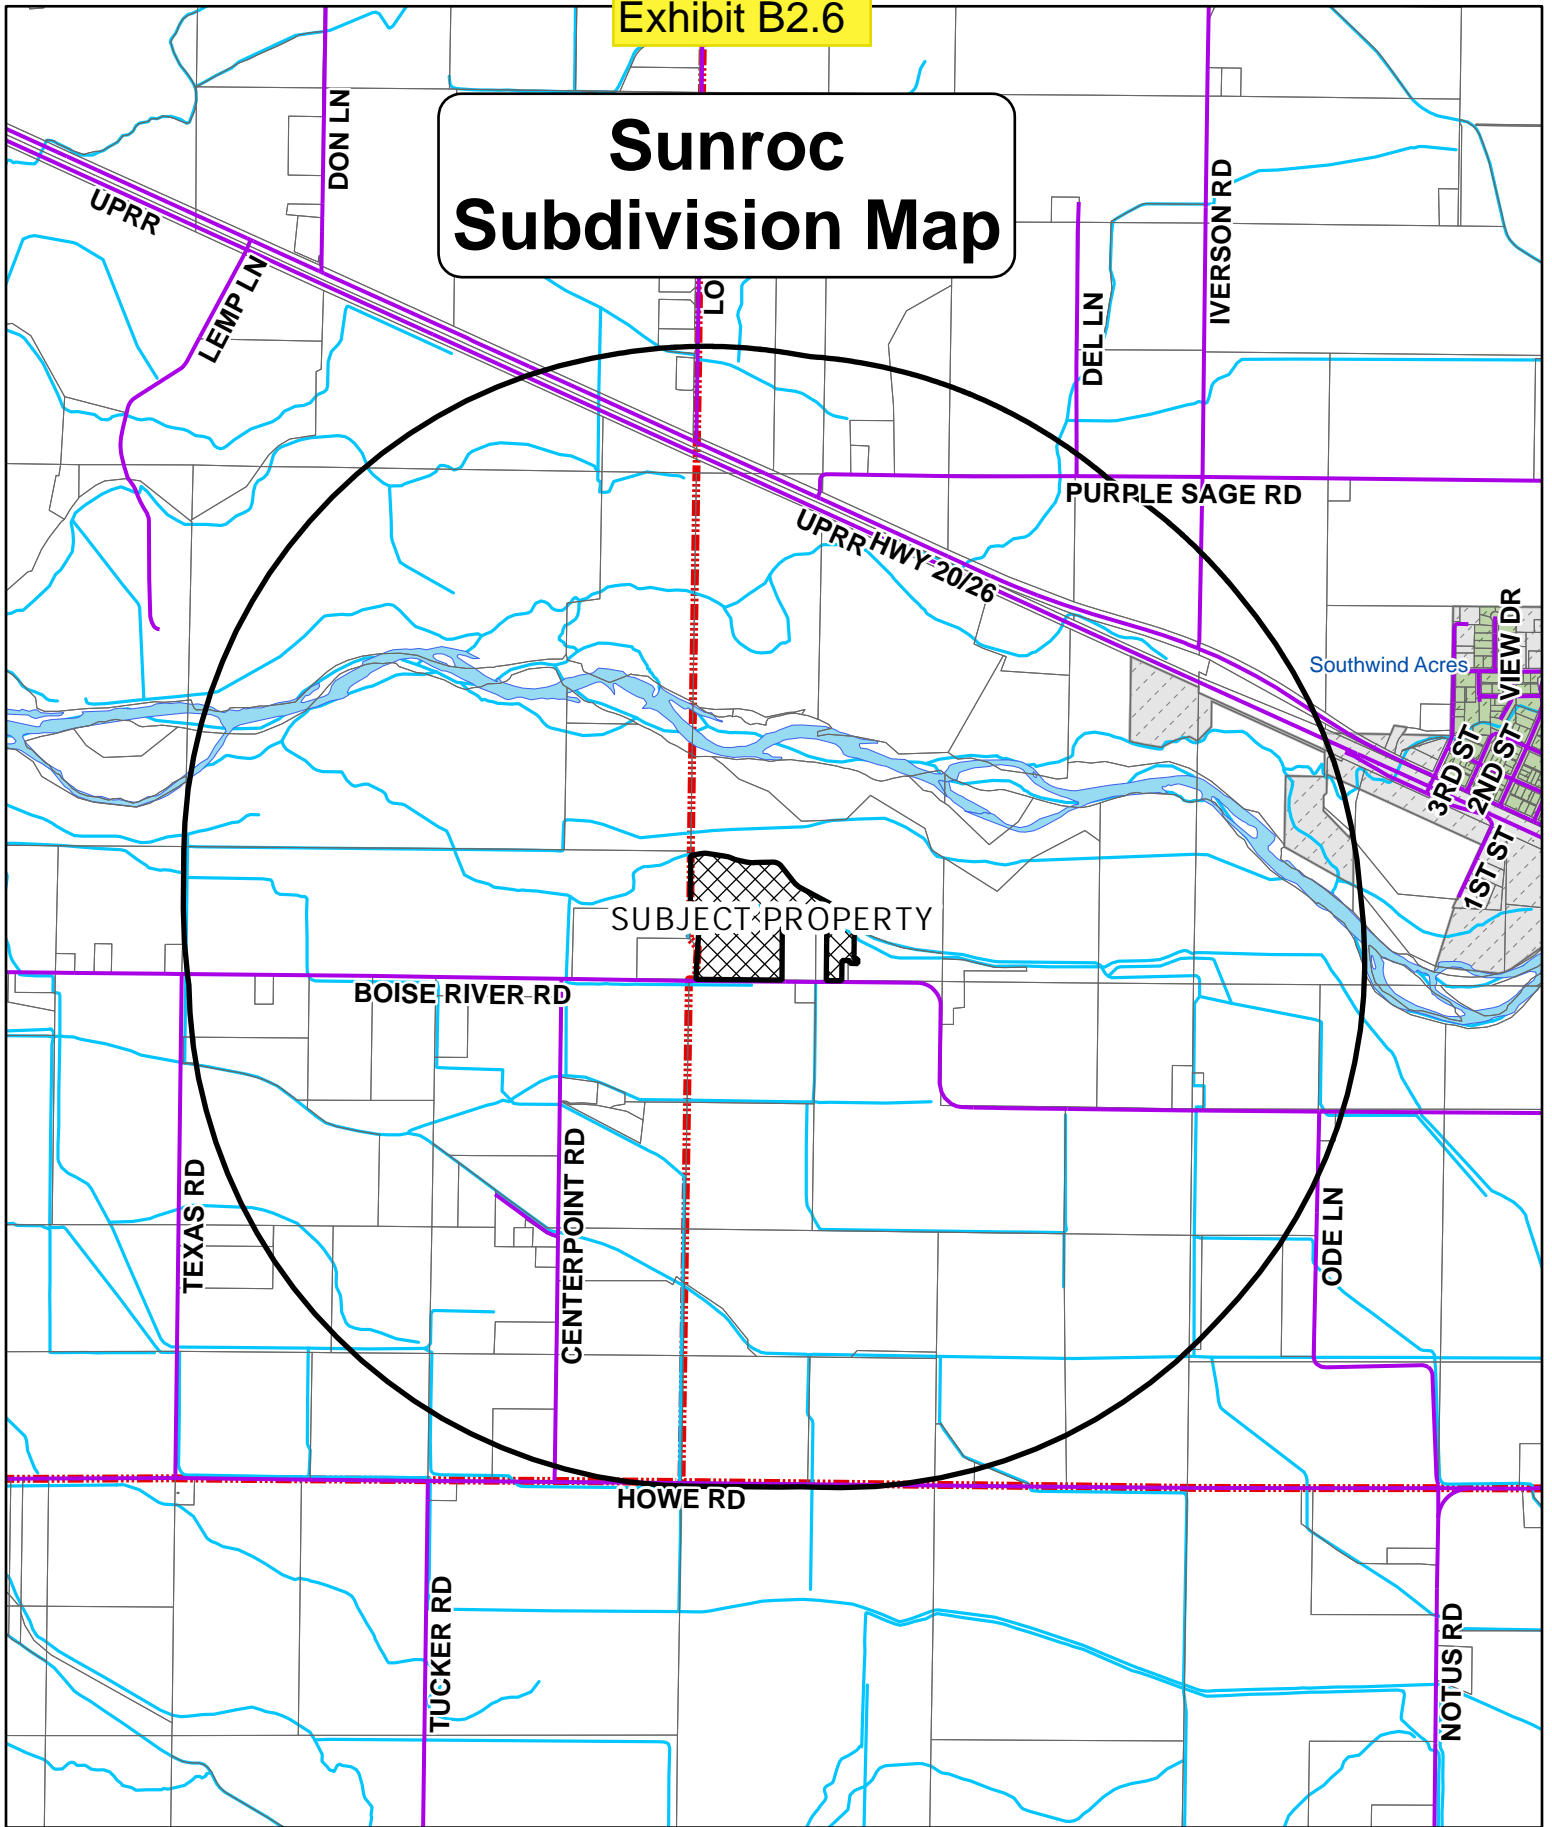 Exhibit B2.6
Sunroc
Subdivision Map
DON LN
UPRR
LEMP LN
LO
IVERSON RD
DEL LN
PURPLE SAGE RD
UPRR
HWY 20/26
VIEW DR
Southwind Acres
3RD ST
2ND ST
1ST ST
SUBJECT PROPERTY
BOISE RIVER RD
TEXAS RD
CENTERPOINT RD
ODE LN
HOWE RD
TUCKER RD
NOTUS RD